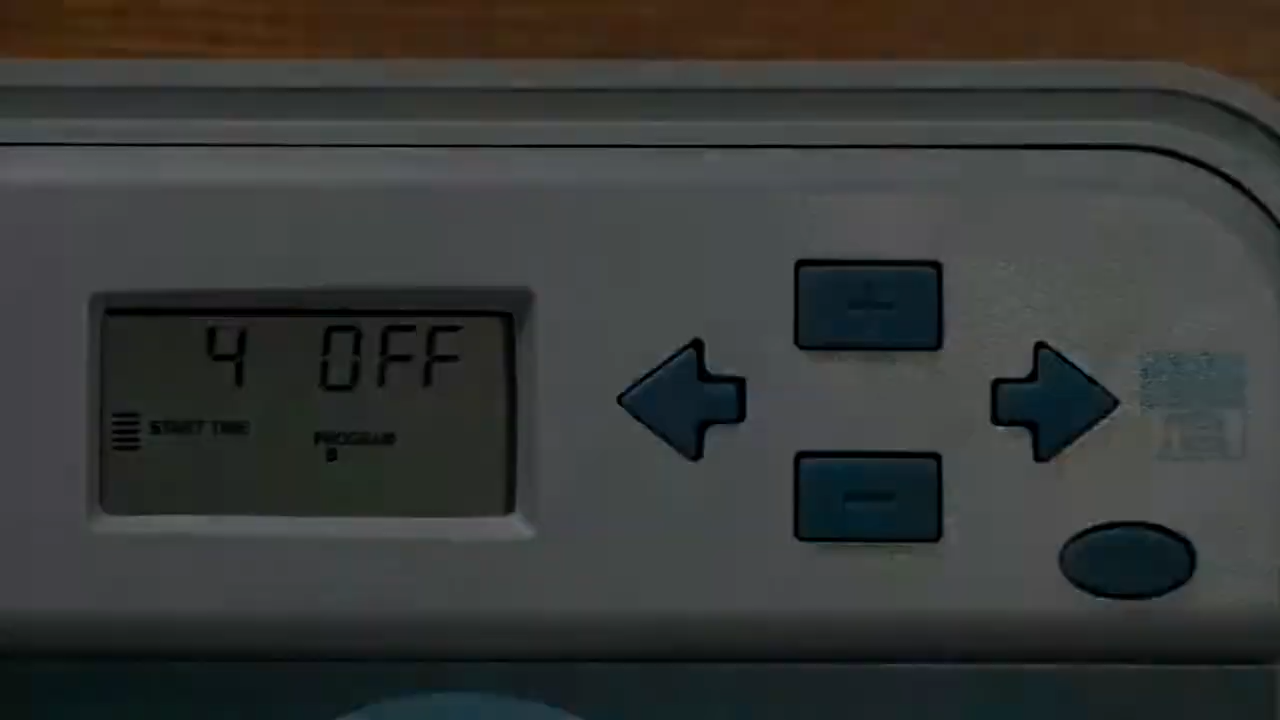 4 OFF
START TIME
PROGRAM
B
+
−